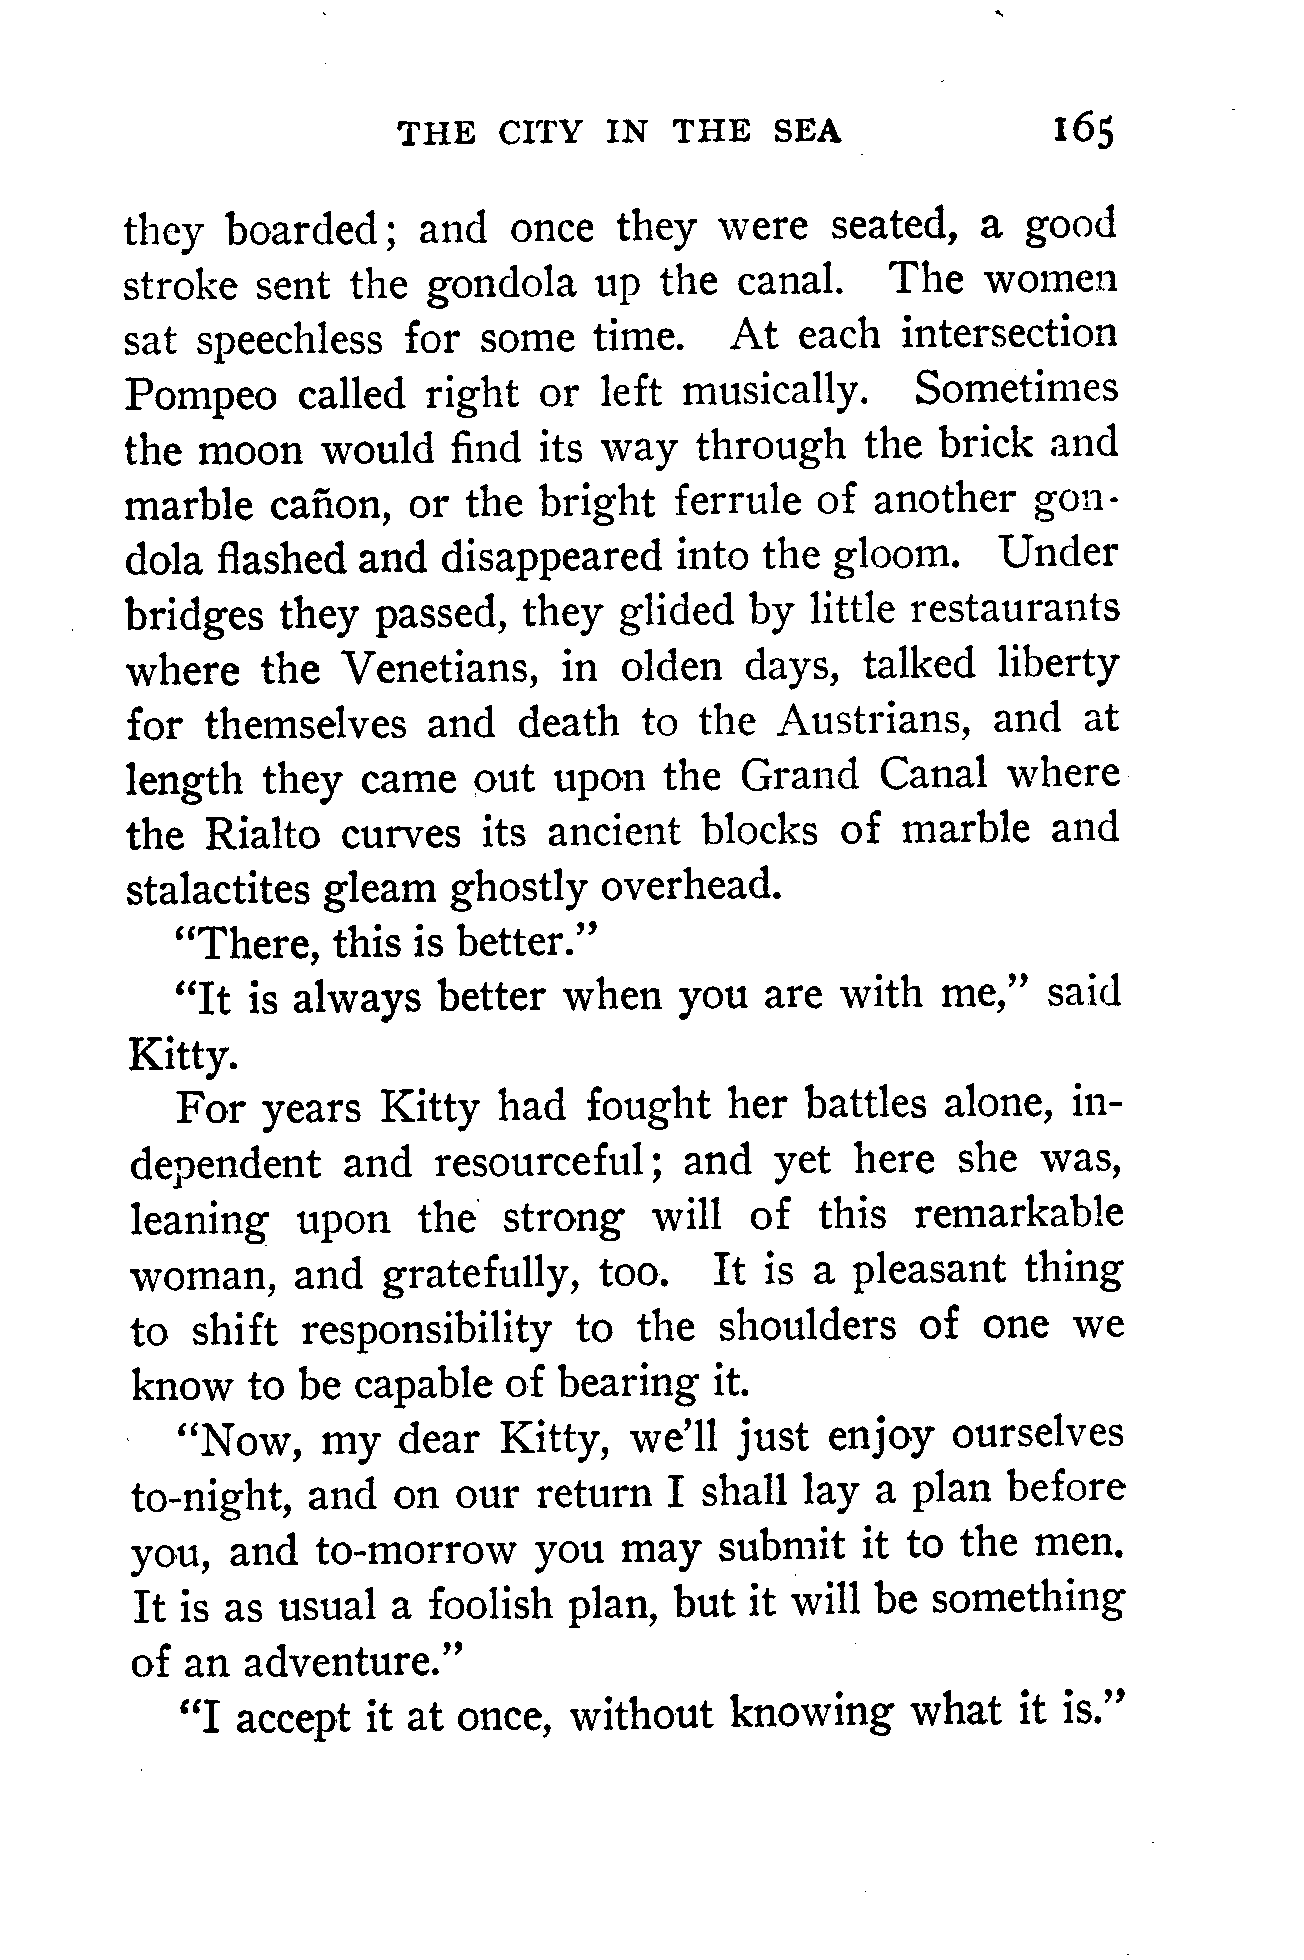 THE CITY IN THE SEA 165
they boarded; and once they were seated, a good
stroke sent the gondola up the canal. The women
sat speechless for some time. At each intersection
Pompeo called right or left musically. Sometimes
the moon would find its way through the brick and
marble cañon, or the bright ferrule of another gon-
dola flashed and disappeared into the gloom. Under
bridges they passed, they glided by little restaurants
where the Venetians, in olden days, talked liberty
for themselves and death to the Austrians, and at
length they came out upon the Grand Canal where
the Rialto curves its ancient blocks of marble and
stalactites gleam ghostly overhead.
“There, this is better.”
“It is always better when you are with me,” said
Kitty.
For years Kitty had fought her battles alone, in-
dependent and resourceful; and yet here she was,
leaning upon the strong will of this remarkable
woman, and gratefully, too. It is a pleasant thing
to shift responsibility to the shoulders of one we
know to be capable of bearing it.
“Now, my dear Kitty, we’ll just enjoy ourselves
to-night, and on our return I shall lay a plan before
you, and to-morrow you may submit it to the men.
It is as usual a foolish plan, but it will be something
of an adventure.”
“I accept it at once, without knowing what it is.”